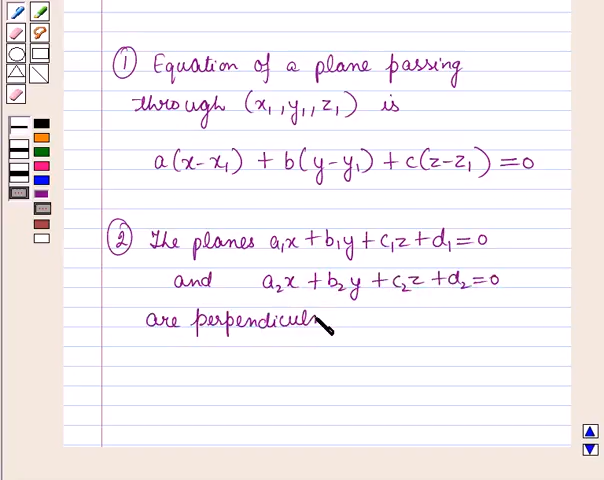 ① Equation of a plane passing
through (x₁, y₁, z₁) is
a(x-x₁) + b(y-y₁) + c(z-z₁) = 0
② The planes a₁x + b₁y + c₁z + d₁ = 0
and a₂x + b₂y + c₂z + d₂ = 0
are perpendicul